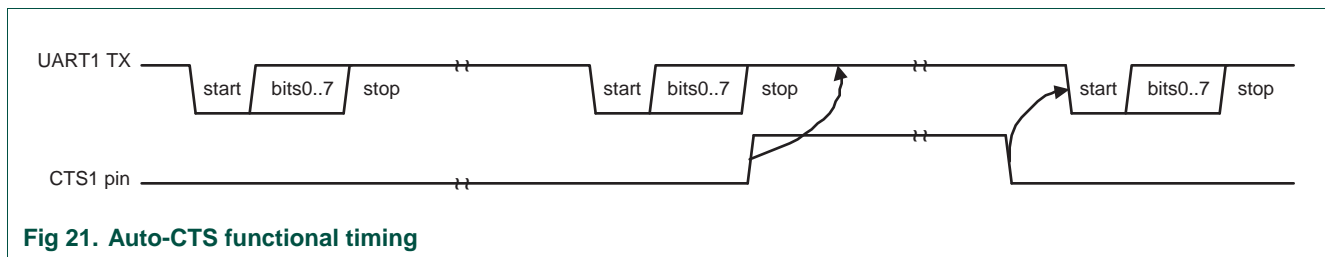 UART1 TX
start bits0..7 stop start bits0..7 stop start bits0..7 stop
CTS1 pin
Fig 21. Auto-CTS functional timing